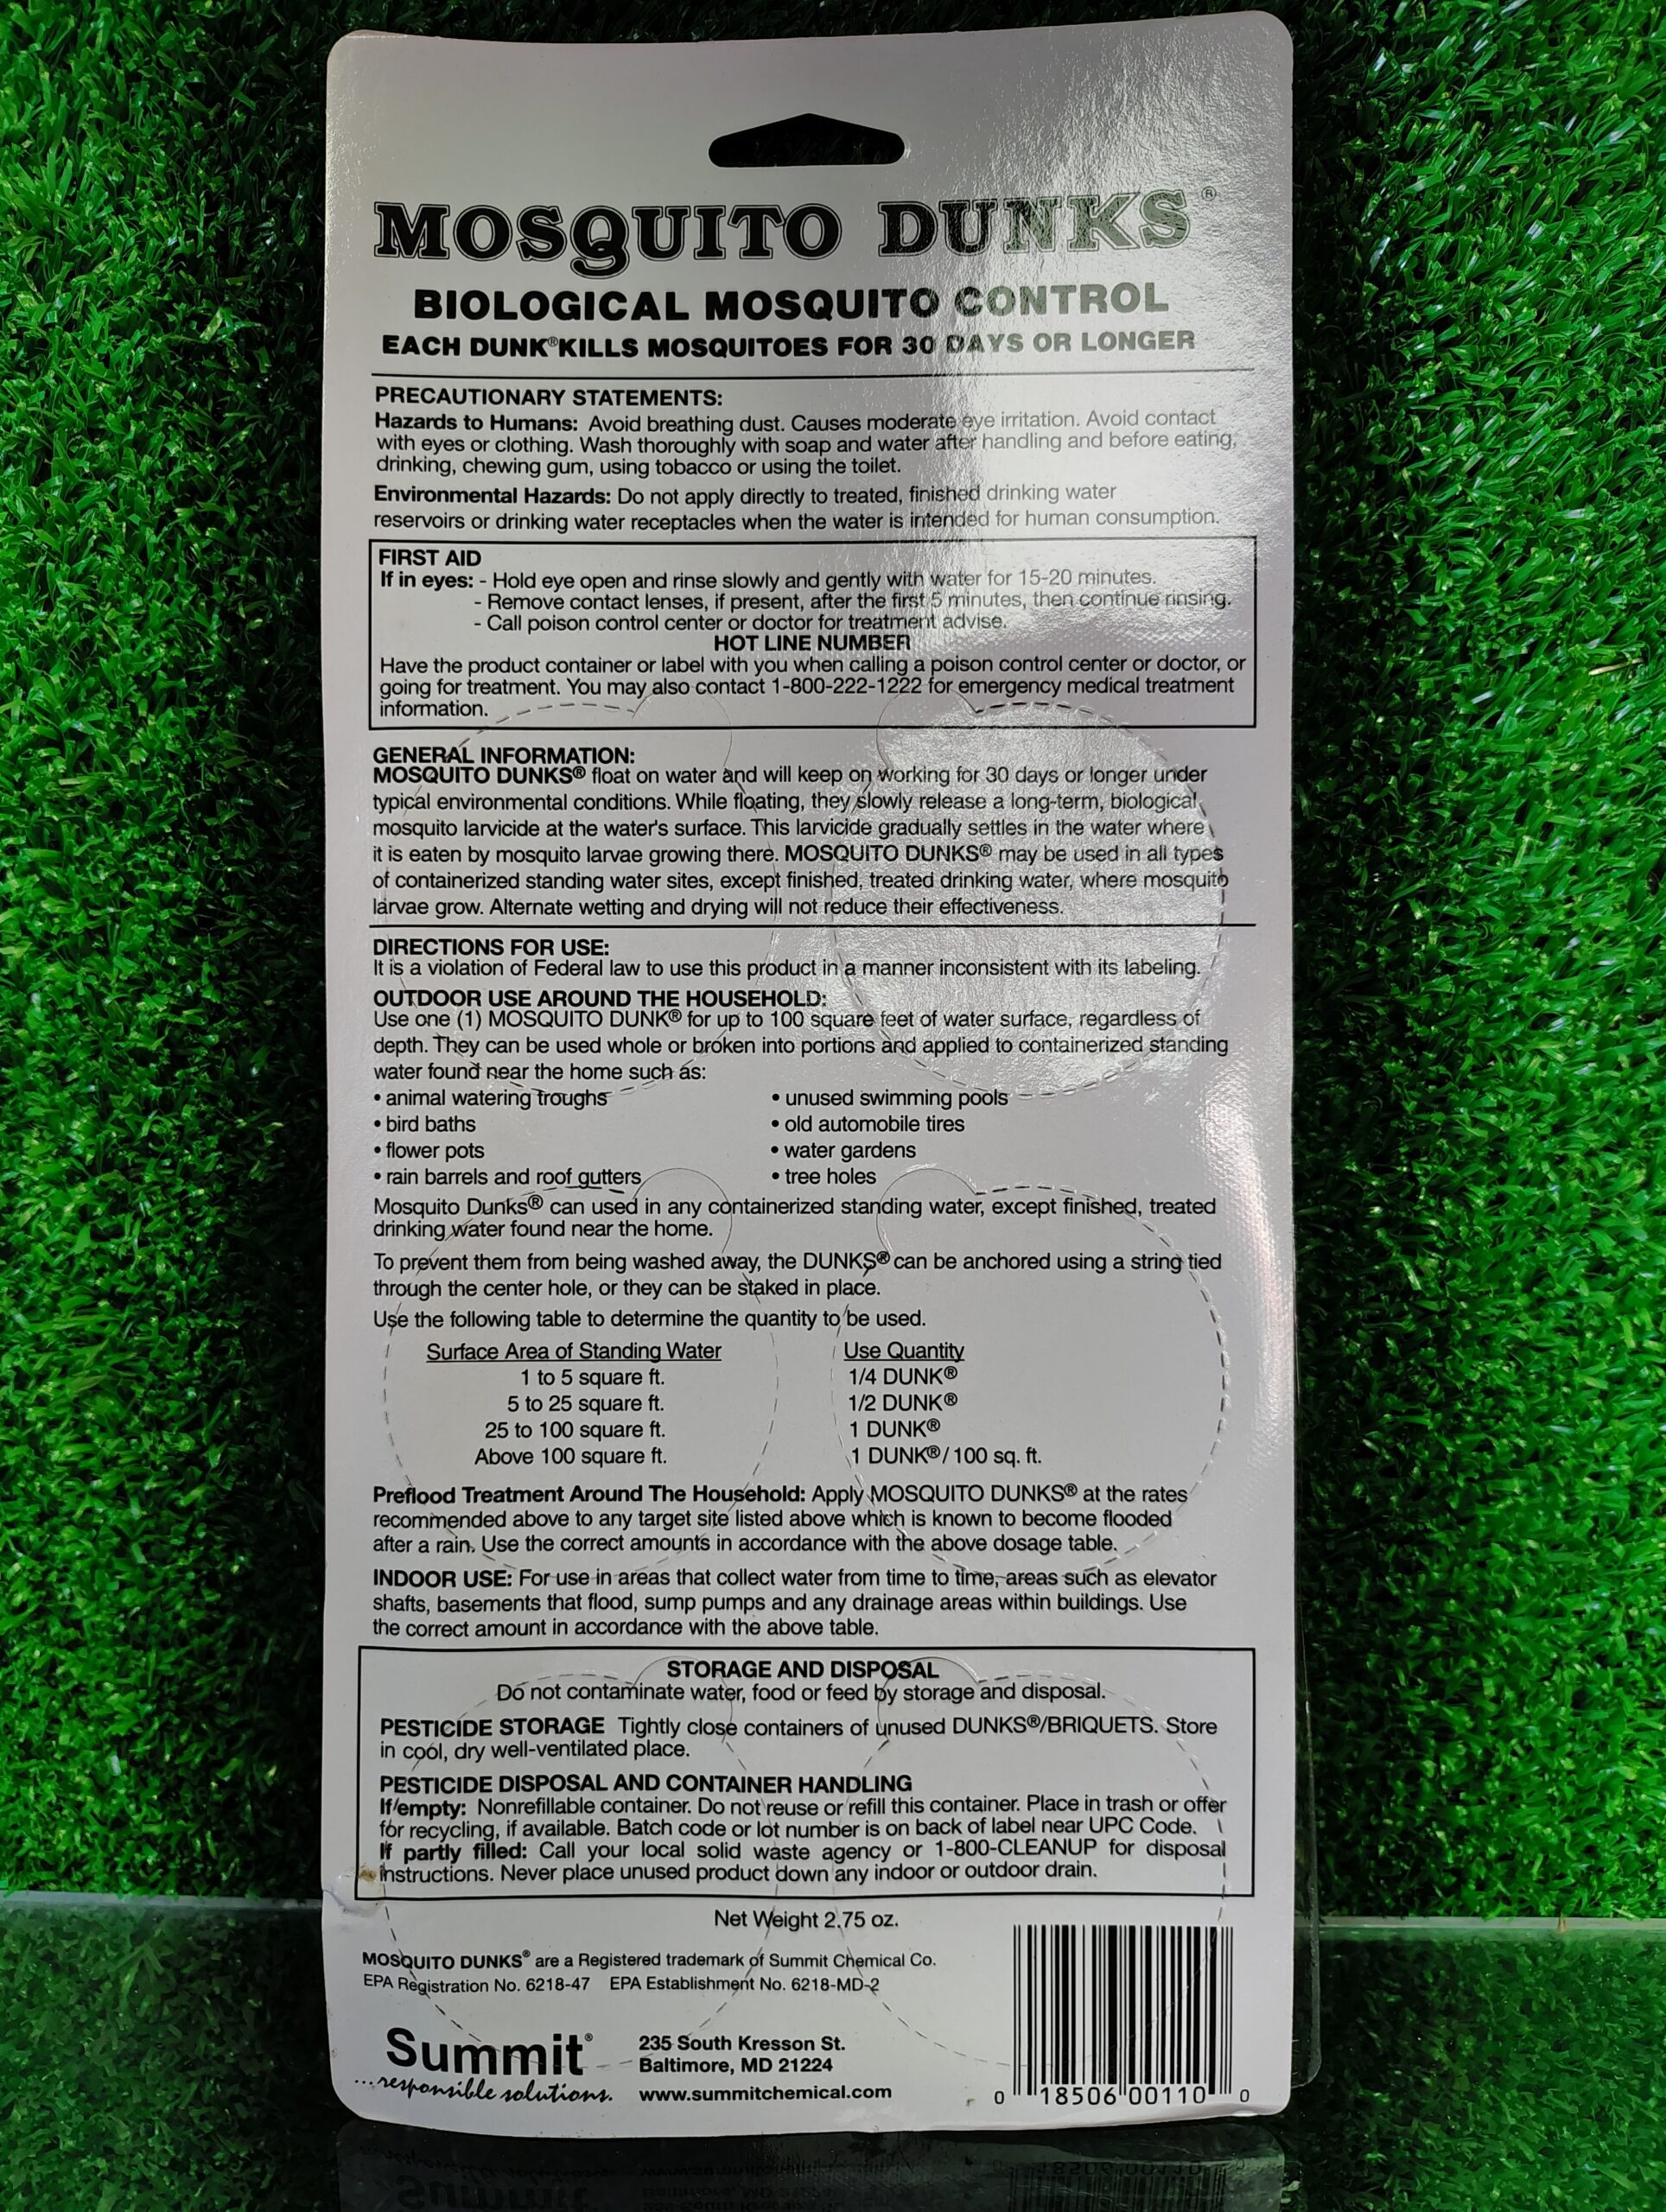 MOSQUITO DUNKS®
BIOLOGICAL MOSQUITO CONTROL
EACH DUNK® KILLS MOSQUITOES FOR 30 DAYS OR LONGER
PRECAUTIONARY STATEMENTS:
Hazards to Humans: Avoid breathing dust. Causes moderate eye irritation. Avoid contact
with eyes or clothing. Wash thoroughly with soap and water after handling and before eating,
drinking, chewing gum, using tobacco or using the toilet.
Environmental Hazards: Do not apply directly to treated, finished drinking water
reservoirs or drinking water receptacles when the water is intended for human consumption.
FIRST AID
If in eyes: - Hold eye open and rinse slowly and gently with water for 15-20 minutes.
- Remove contact lenses, if present, after the first 5 minutes, then continue rinsing.
- Call poison control center or doctor for treatment advise.
HOT LINE NUMBER
Have the product container or label with you when calling a poison control center or doctor, or
going for treatment. You may also contact 1-800-222-1222 for emergency medical treatment
information.
GENERAL INFORMATION:
MOSQUITO DUNKS® float on water and will keep on working for 30 days or longer under
typical environmental conditions. While floating, they slowly release a long-term, biological
mosquito larvicide at the water's surface. This larvicide gradually settles in the water where
it is eaten by mosquito larvae growing there. MOSQUITO DUNKS® may be used in all types
of containerized standing water sites, except finished, treated drinking water, where mosquito
larvae grow. Alternate wetting and drying will not reduce their effectiveness.
DIRECTIONS FOR USE:
It is a violation of Federal law to use this product in a manner inconsistent with its labeling.
OUTDOOR USE AROUND THE HOUSEHOLD:
Use one (1) MOSQUITO DUNK® for up to 100 square feet of water surface, regardless of
depth. They can be used whole or broken into portions and applied to containerized standing
water found near the home such as:
• animal watering troughs • unused swimming pools
• bird baths • old automobile tires
• flower pots • water gardens
• rain barrels and roof gutters • tree holes
Mosquito Dunks® can used in any containerized standing water, except finished, treated
drinking water found near the home.
To prevent them from being washed away, the DUNKS® can be anchored using a string tied
through the center hole, or they can be staked in place.
Use the following table to determine the quantity to be used.
Surface Area of Standing Water Use Quantity
1 to 5 square ft. 1/4 DUNK®
5 to 25 square ft. 1/2 DUNK®
25 to 100 square ft. 1 DUNK®
Above 100 square ft. 1 DUNK®/100 sq. ft.
Preflood Treatment Around The Household: Apply MOSQUITO DUNKS® at the rates
recommended above to any target site listed above which is known to become flooded
after a rain. Use the correct amounts in accordance with the above dosage table.
INDOOR USE: For use in areas that collect water from time to time, areas such as elevator
shafts, basements that flood, sump pumps and any drainage areas within buildings. Use
the correct amount in accordance with the above table.
STORAGE AND DISPOSAL
Do not contaminate water, food or feed by storage and disposal.
PESTICIDE STORAGE Tightly close containers of unused DUNKS®/BRIQUETS. Store
in cool, dry well-ventilated place.
PESTICIDE DISPOSAL AND CONTAINER HANDLING
If empty: Nonrefillable container. Do not reuse or refill this container. Place in trash or offer
for recycling, if available. Batch code or lot number is on back of label near UPC Code.
If partly filled: Call your local solid waste agency or 1-800-CLEANUP for disposal
instructions. Never place unused product down any indoor or outdoor drain.
Net Weight 2.75 oz.
MOSQUITO DUNKS® are a Registered trademark of Summit Chemical Co.
EPA Registration No. 6218-47 EPA Establishment No. 6218-MD-2
Summit®
...responsible solutions.
235 South Kresson St.
Baltimore, MD 21224
www.summitchemical.com
0 18506 00110 0